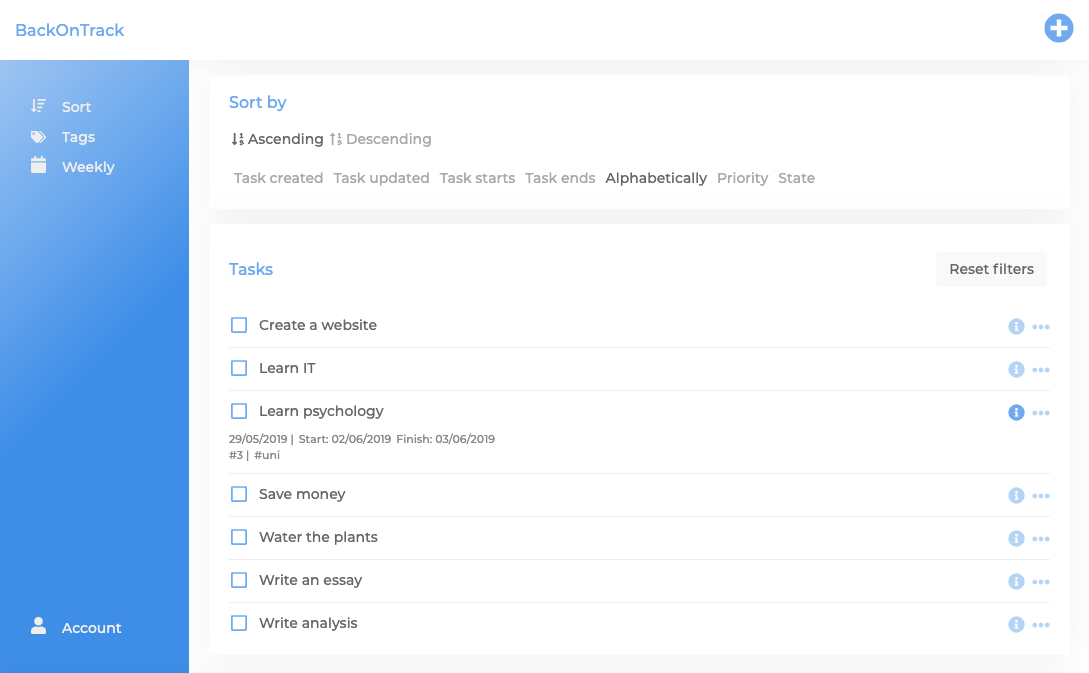 BackOnTrack
Sort
Tags
Weekly
Account
Sort by
Ascending Descending
Task created Task updated Task starts Task ends Alphabetically Priority State
Tasks
Reset filters
Create a website
Learn IT
Learn psychology
29/05/2019 | Start: 02/06/2019 Finish: 03/06/2019
#3 | #uni
Save money
Water the plants
Write an essay
Write analysis